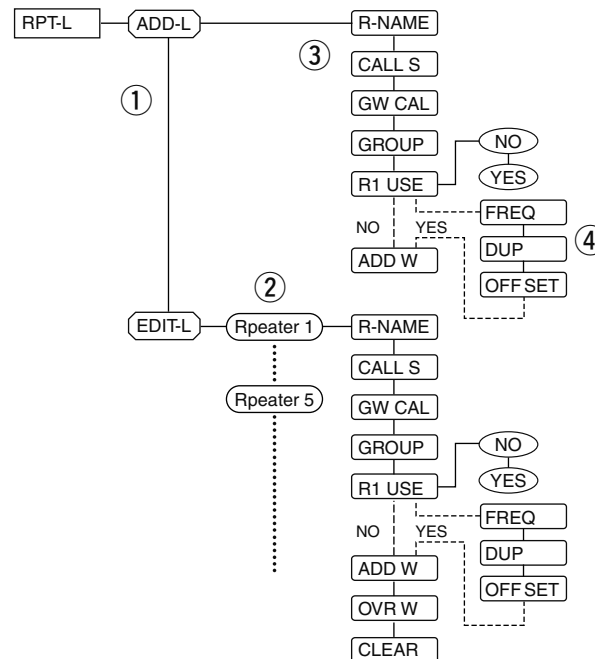 RPT-L ADD-L R-NAME
③
CALL S
①
GW CAL
GROUP NO
R1 USE YES
FREQ
NO YES ④
DUP
ADD W
OFF SET
②
EDIT-L Rpeater 1 R-NAME
CALL S
Rpeater 5
GW CAL
GROUP NO
R1 USE YES
FREQ
NO YES
DUP
ADD W
OFF SET
OVR W
CLEAR